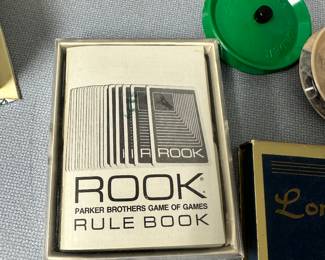 ROOK
ROOK®
PARKER BROTHERS GAME OF GAMES
RULE BOOK